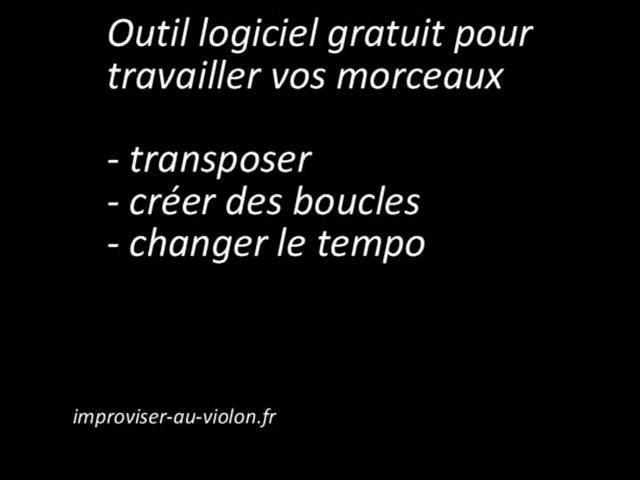 Outil logiciel gratuit pour
travailler vos morceaux
- transposer
- créer des boucles
- changer le tempo
improviser-au-violon.fr